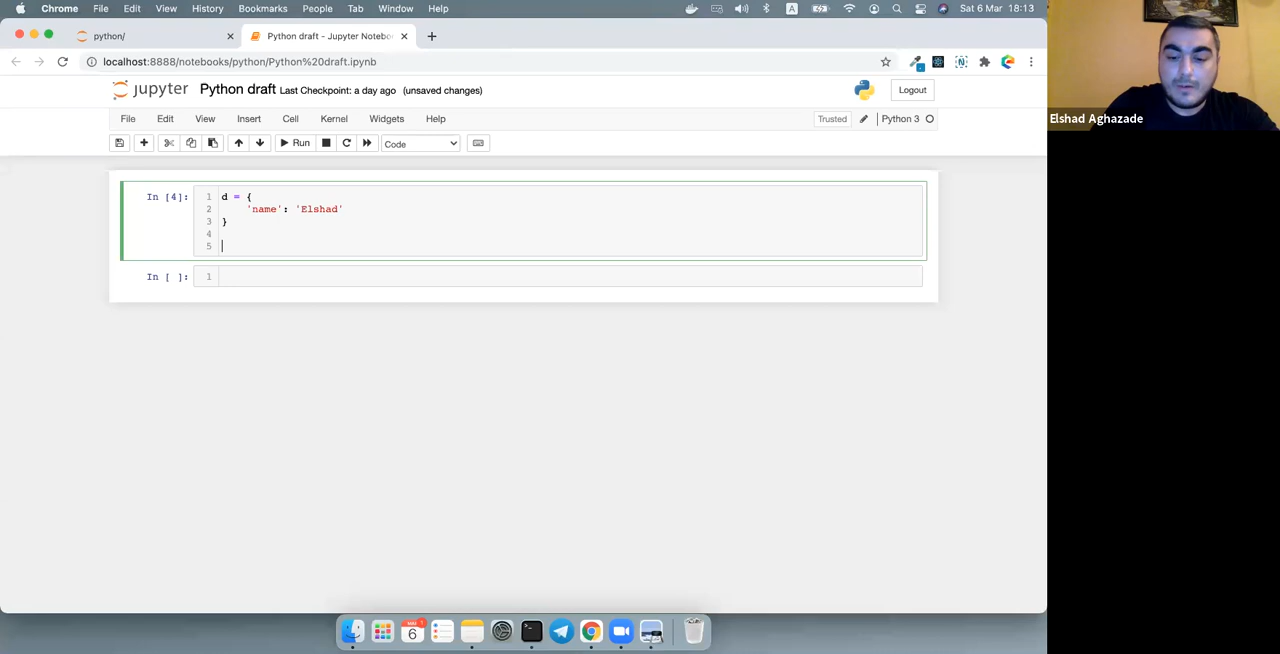 Chrome File Edit View History Bookmarks People Tab Window Help A Sat 6 Mar 18:13
python/ Python draft - Jupyter Notebo
localhost:8888/notebooks/python/Python%20draft.ipynb
jupyter Python draft Last Checkpoint: a day ago (unsaved changes) Logout
File Edit View Insert Cell Kernel Widgets Help Trusted Python 3
Run Code
In [4]: 1 d = {
2 'name': 'Elshad'
3 }
4
5
In [ ]: 1
Elshad Aghazade
6